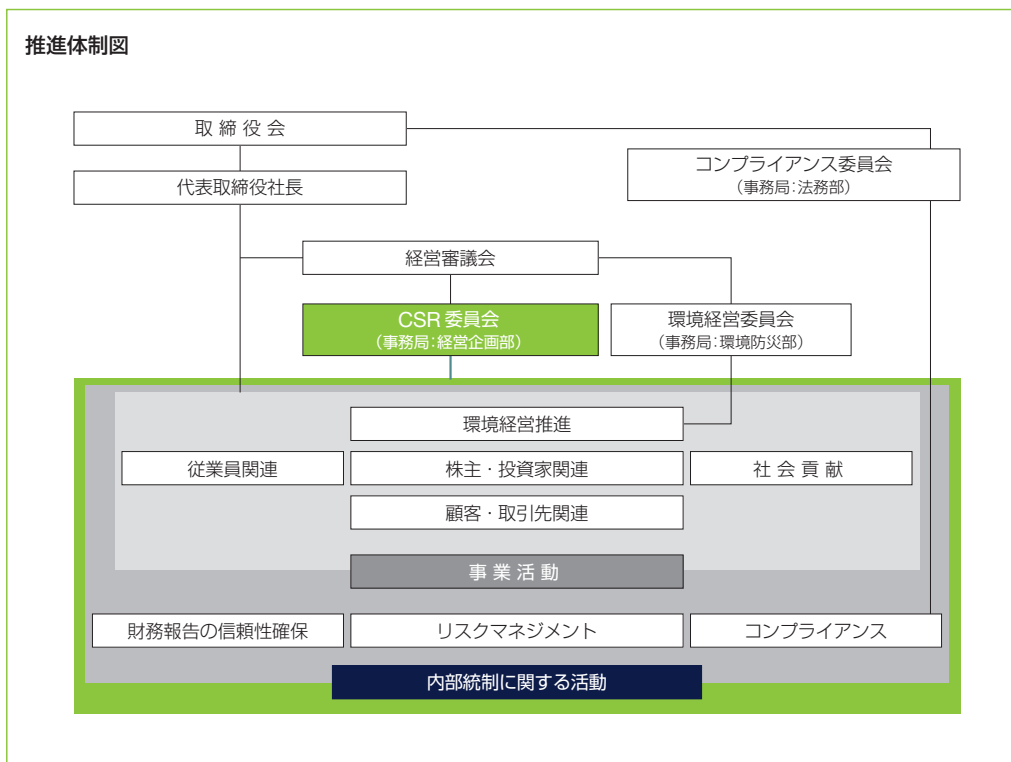 推進体制図
取締役会
コンプライアンス委員会
（事務局：法務部）
代表取締役社長
経営審議会
CSR 委員会
（事務局：経営企画部）
環境経営委員会
（事務局：環境防災部）
環境経営推進
従業員関連
株主・投資家関連
社会貢献
顧客・取引先関連
事業活動
財務報告の信頼性確保
リスクマネジメント
コンプライアンス
内部統制に関する活動